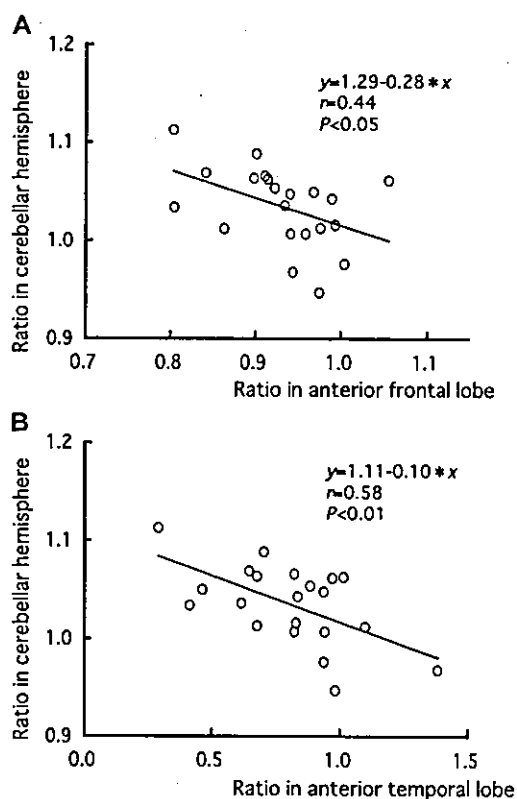 A
1.2
1.1
1.0
0.9
Ratio in cerebellar hemisphere
y=1.29-0.28*x
r=0.44
P<0.05
0.7 0.8 0.9 1.0 1.1
Ratio in anterior frontal lobe
B
1.2
1.1
1.0
0.9
Ratio in cerebellar hemisphere
y=1.11-0.10*x
r=0.58
P<0.01
0.0 0.5 1.0 1.5
Ratio in anterior temporal lobe